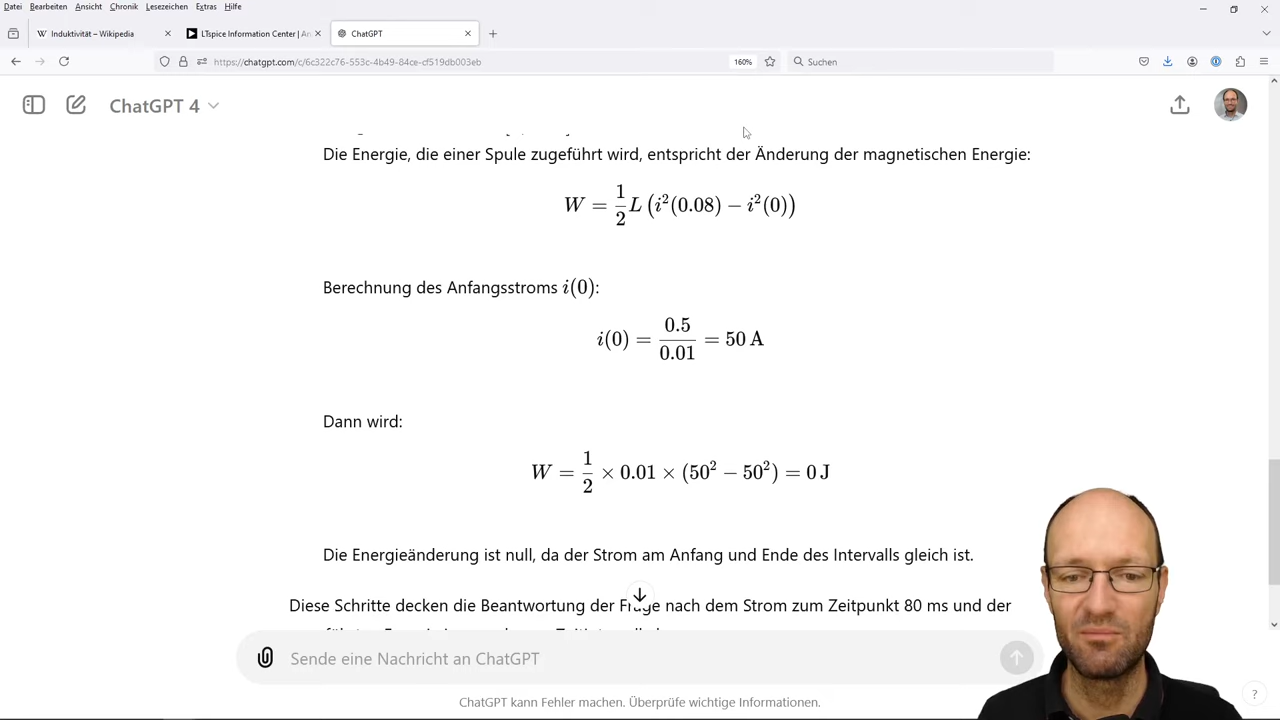 Datei Bearbeiten Ansicht Chronik Lesezeichen Extras Hilfe
W Induktivität – Wikipedia × LTspice Information Center | An × ChatGPT × +
https://chatgpt.com/c/6c322c76-553c-4b49-84ce-cf519db003eb 160% Suchen
ChatGPT 4
Die Energie, die einer Spule zugeführt wird, entspricht der Änderung der magnetischen Energie:
W = 1/2 L (i²(0.08) − i²(0))
Berechnung des Anfangsstroms i(0):
i(0) = 0.5/0.01 = 50 A
Dann wird:
W = 1/2 × 0.01 × (50² − 50²) = 0 J
Die Energieänderung ist null, da der Strom am Anfang und Ende des Intervalls gleich ist.
Diese Schritte decken die Beantwortung der Frage nach dem Strom zum Zeitpunkt 80 ms und der
Sende eine Nachricht an ChatGPT
ChatGPT kann Fehler machen. Überprüfe wichtige Informationen.
?